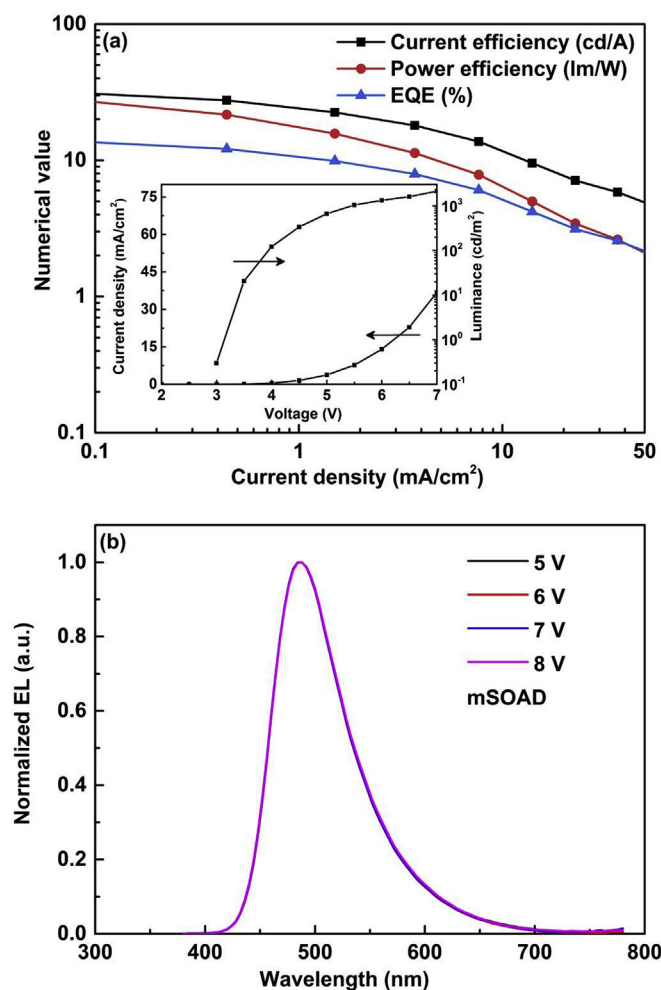 (a)
Current efficiency (cd/A)
Power efficiency (lm/W)
EQE (%)
100
10
1
0.1
Numerical value
0.1 1 10 50
Current density (mA/cm²)
75
60
45
30
15
0
Current density (mA/cm²)
2 3 4 5 6 7
Voltage (V)
10³
10²
10¹
10⁰
10⁻¹
Luminance (cd/m²)
(b)
5 V
6 V
7 V
8 V
mSOAD
1.0
0.8
0.6
0.4
0.2
0.0
Normalized EL (a.u.)
300 400 500 600 700 800
Wavelength (nm)